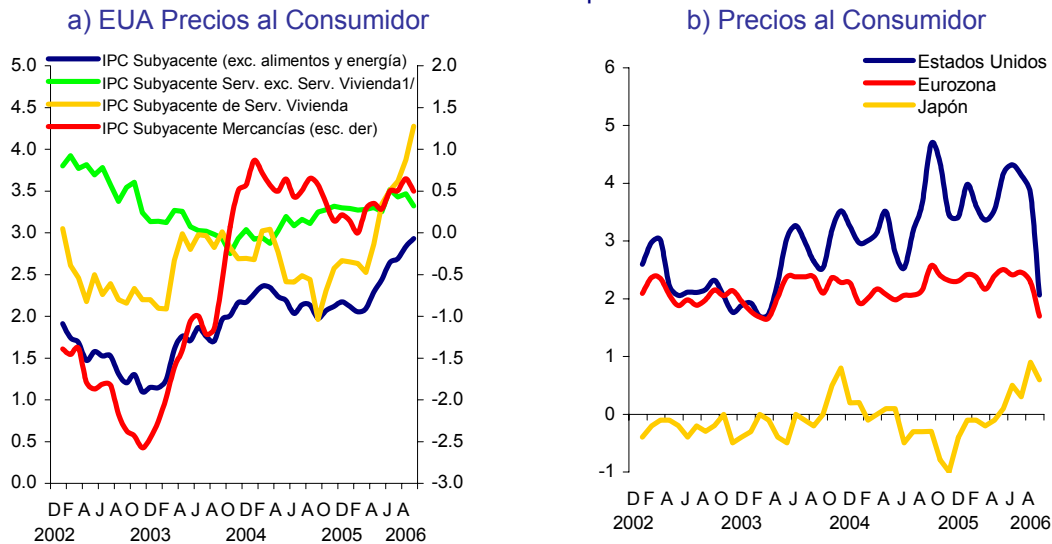 a) EUA Precios al Consumidor
IPC Subyacente (exc. alimentos y energía)
IPC Subyacente Serv. exc. Serv. Vivienda1/
IPC Subyacente de Serv. Vivienda
IPC Subyacente Mercancías (esc. der)
5.0
4.5
4.0
3.5
3.0
2.5
2.0
1.5
1.0
0.5
0.0
2.0
1.5
1.0
0.5
0.0
-0.5
-1.0
-1.5
-2.0
-2.5
-3.0
D F A J A O D F A J A O D F A J A O D F A J A
2002 2003 2004 2005 2006
b) Precios al Consumidor
Estados Unidos
Eurozona
Japón
6
5
4
3
2
1
0
-1
D F A J A O D F A J A O D F A J A O D F A J A
2002 2003 2004 2005 2006